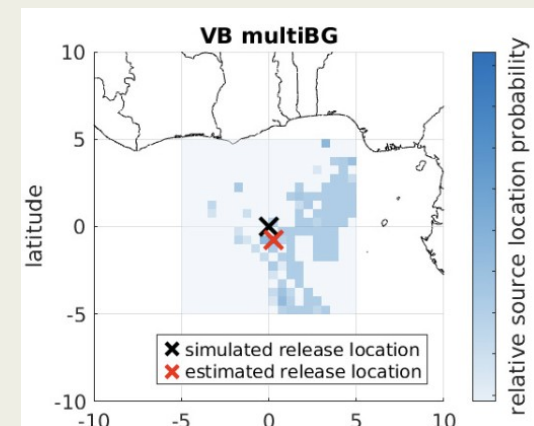 VB multiBG
10
5
0
-5
-10
-10
-5
0
5
10
latitude
simulated release location
estimated release location
relative source location probability